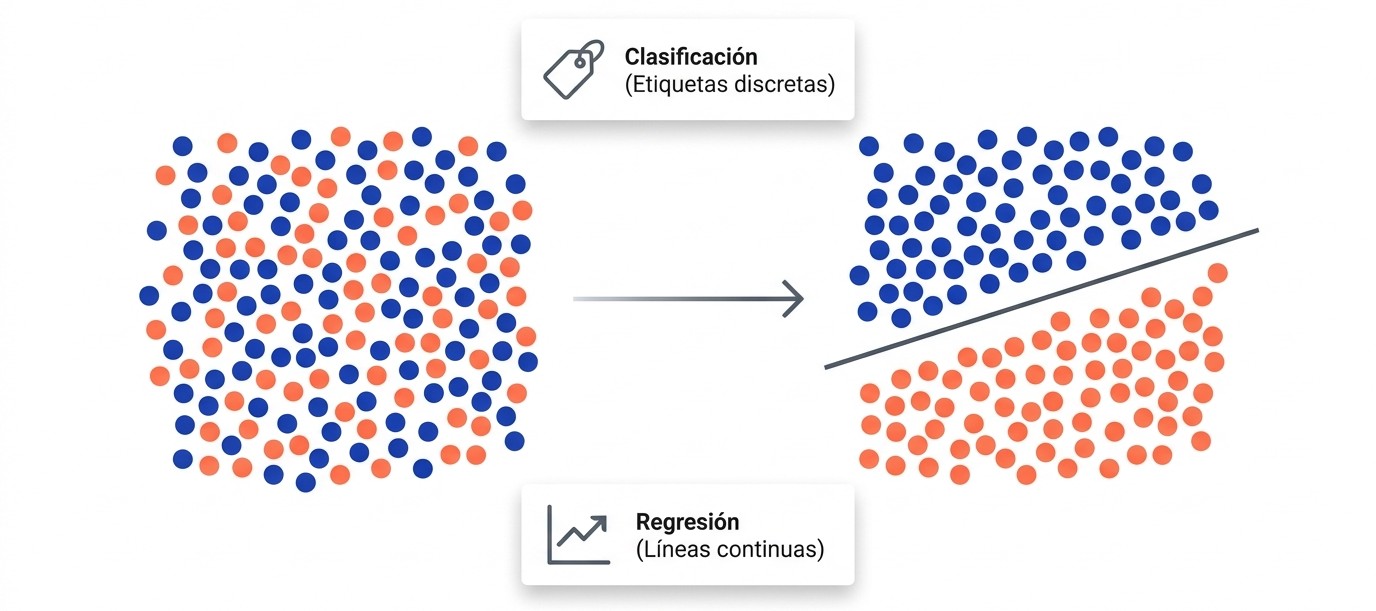 Clasificación
(Etiquetas discretas)
Regresión
(Líneas continuas)